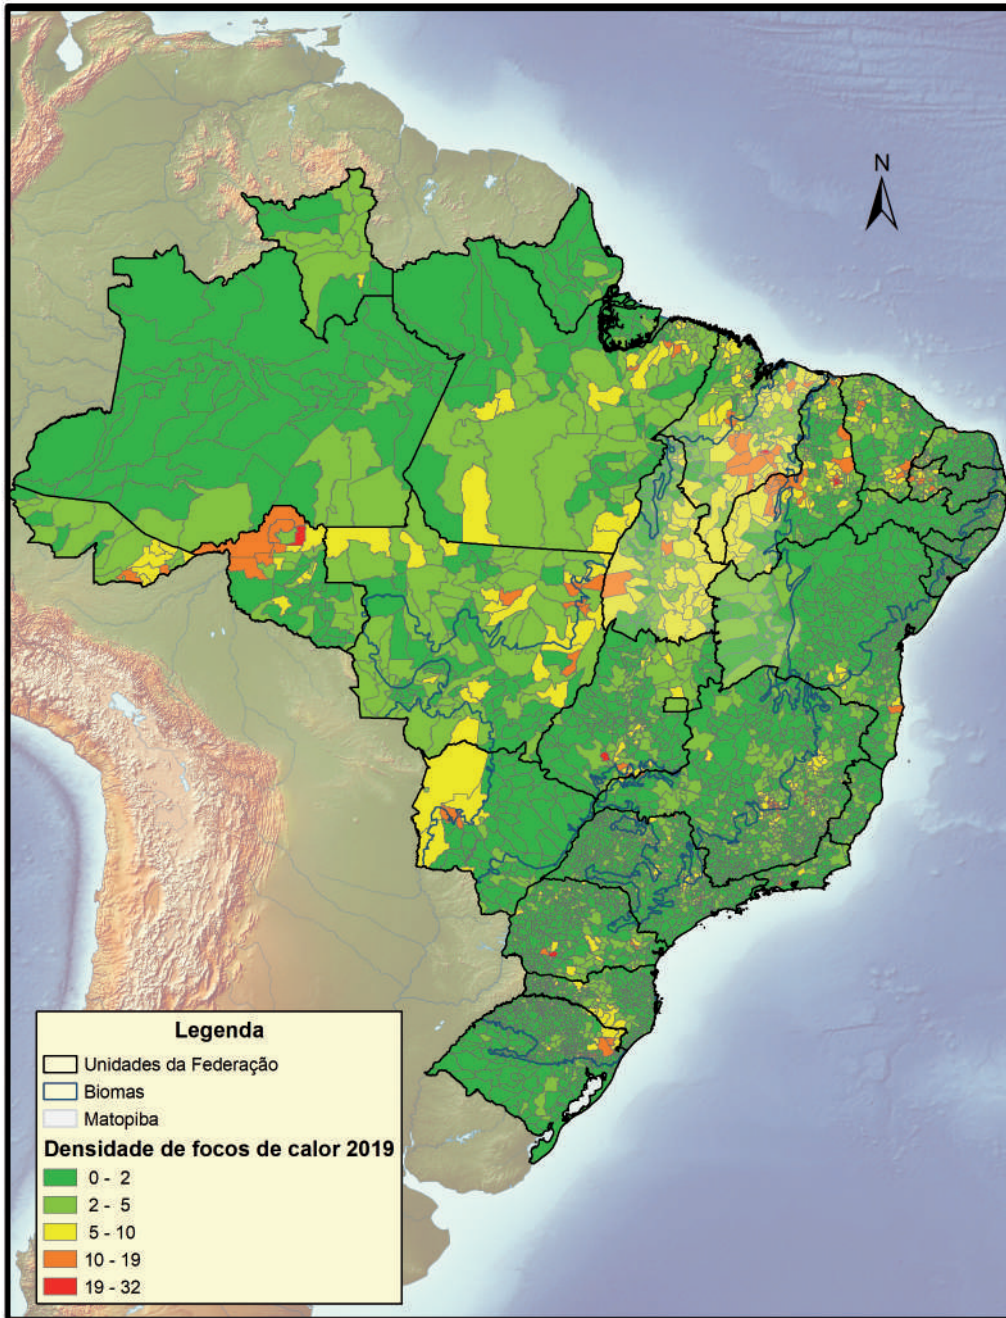 N
Legenda
Unidades da Federação
Biomas
Matopiba
Densidade de focos de calor 2019
0 - 2
2 - 5
5 - 10
10 - 19
19 - 32